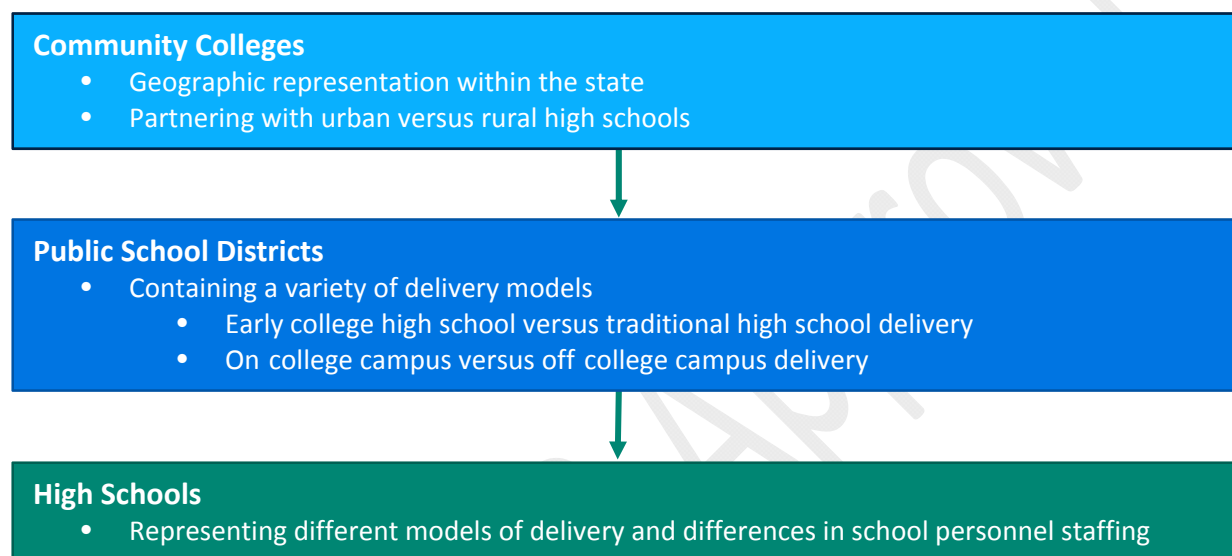 Community Colleges
• Geographic representation within the state
• Partnering with urban versus rural high schools
Public School Districts
• Containing a variety of delivery models
• Early college high school versus traditional high school delivery
• On college campus versus off college campus delivery
High Schools
• Representing different models of delivery and differences in school personnel staffing